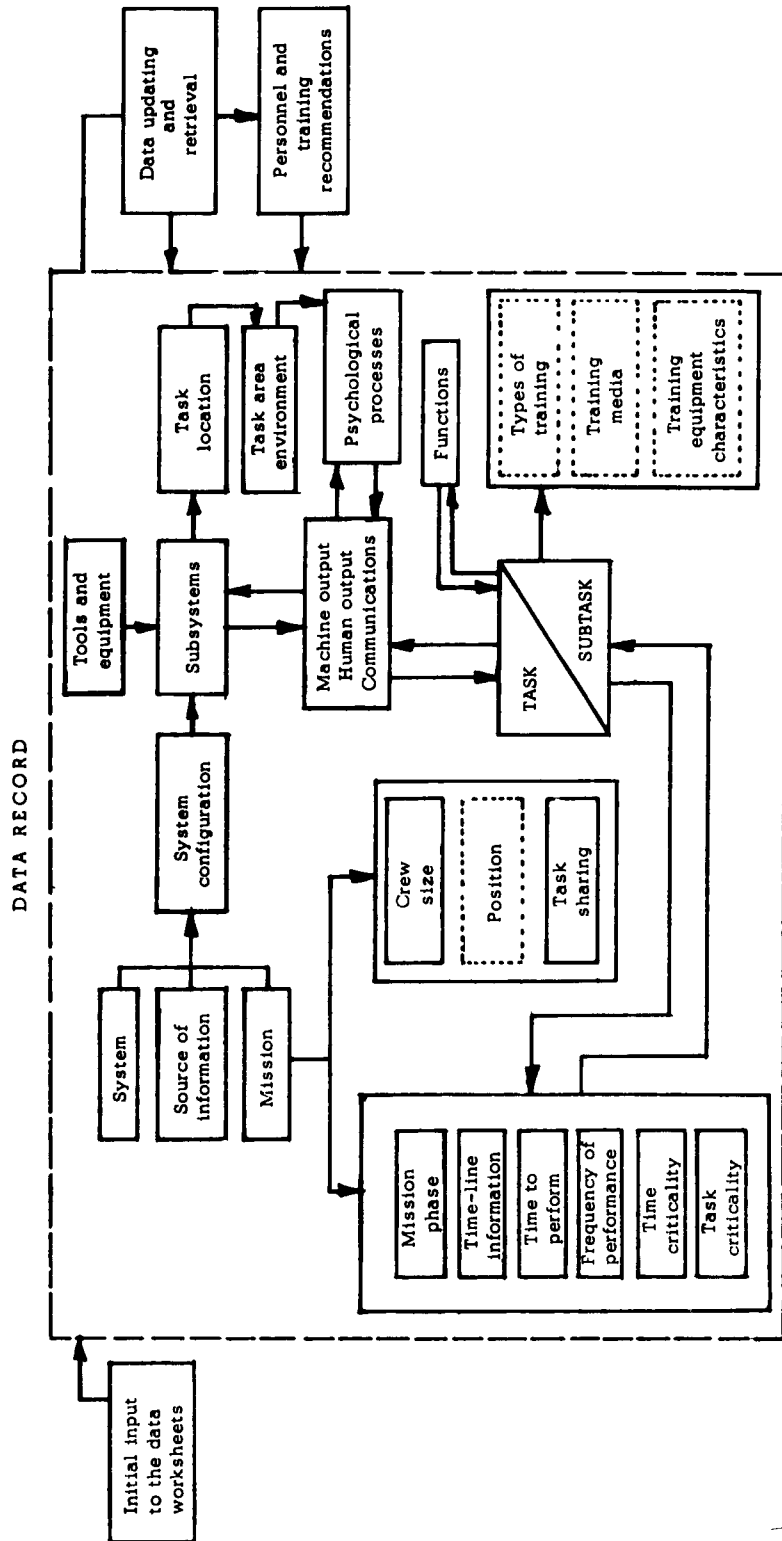 DATA RECORD
Initial input
to the data
worksheets
System
Source of
information
Mission
System
configuration
Tools and
equipment
Subsystems
Task
location
Task area
environment
Psychological
processes
Machine output
Human output
Communications
Data updating
and
retrieval
Personnel and
training
recommendations
Mission
phase
Time-line
information
Time to
perform
Frequency of
performance
Time
criticality
Task
criticality
Crew
size
Position
Task
sharing
TASK
SUBTASK
Functions
Types of
training
Training
media
Training
equipment
characteristics